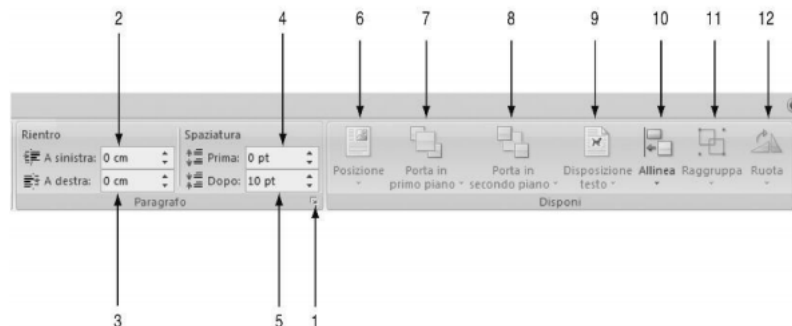 2 4 6 7 8 9 10 11 12
Rientro Spaziatura
A sinistra: 0 cm Prima: 0 pt
A destra: 0 cm Dopo: 10 pt
Posizione Porta in primo piano Porta in secondo piano Disposizione testo Allinea Raggruppa Ruota
Paragrafo Disponi
3 5 1